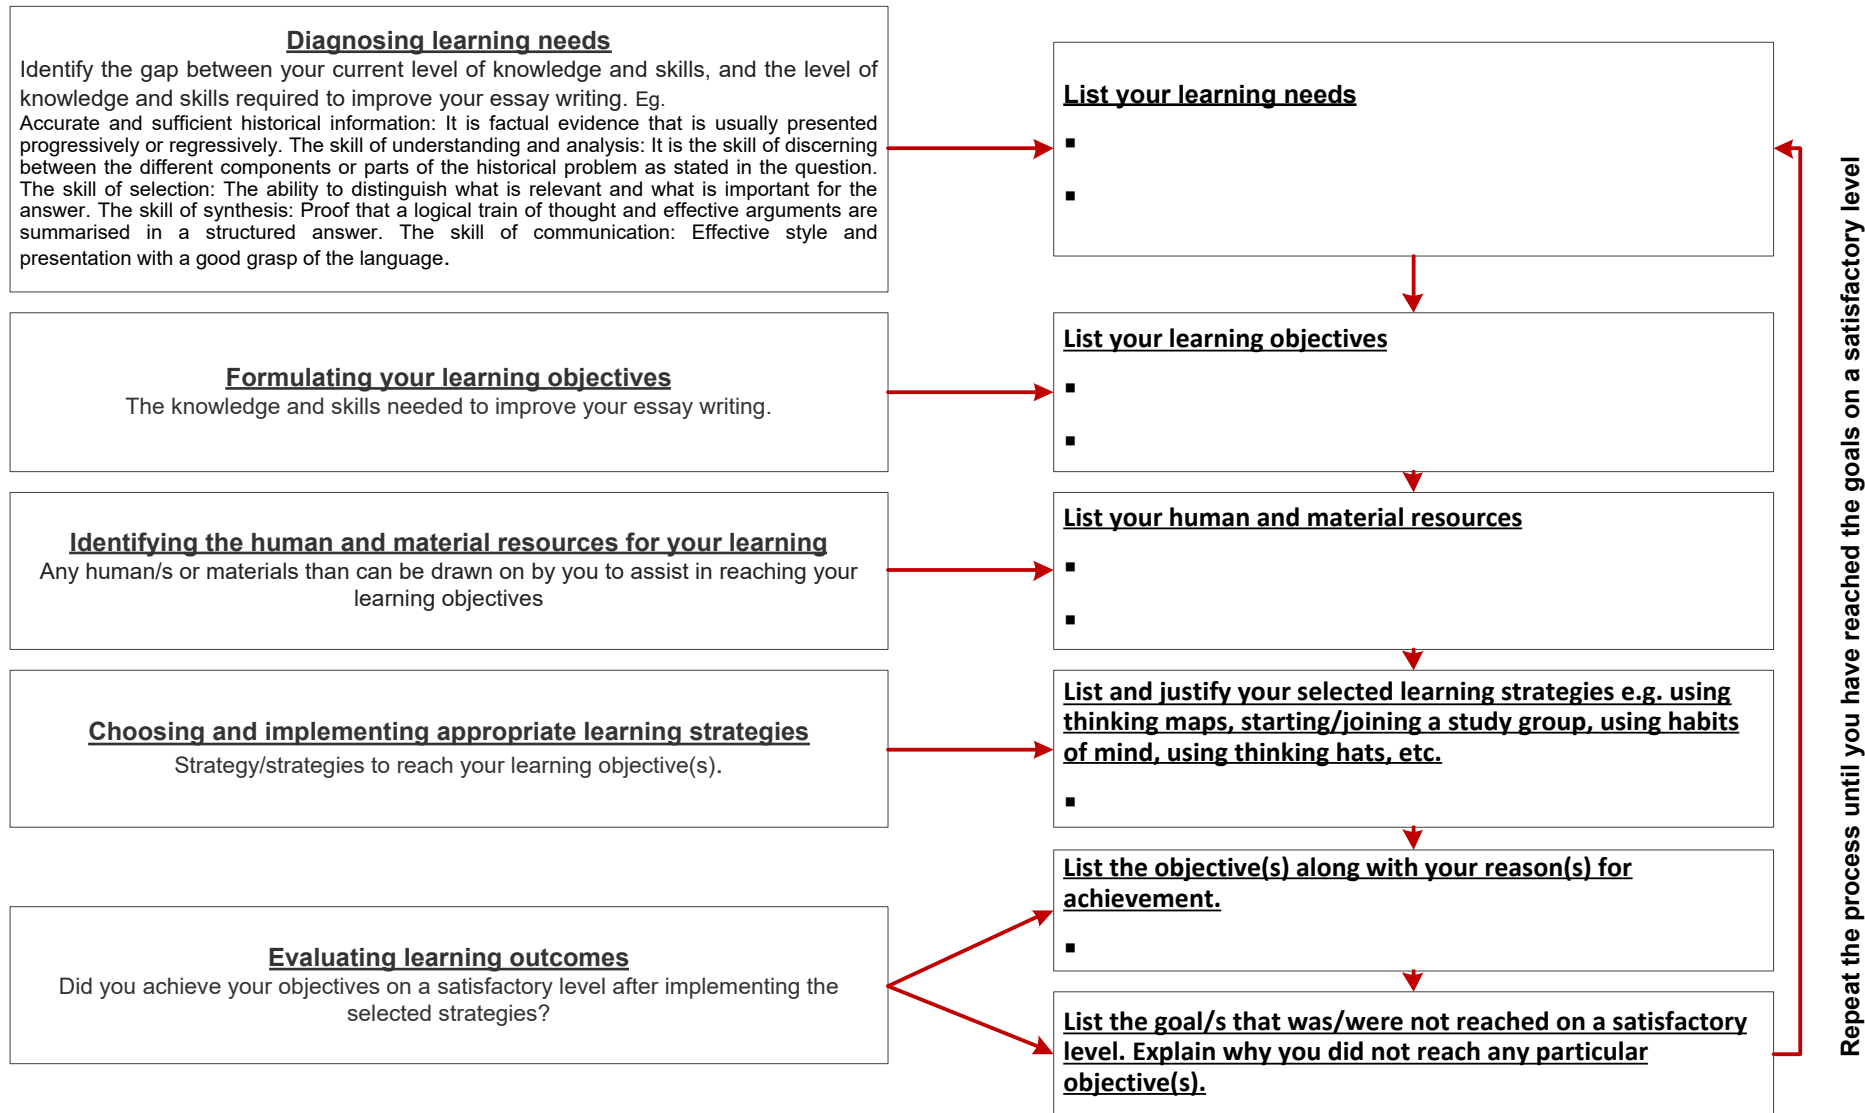 Diagnosing learning needs
Identify the gap between your current level of knowledge and skills, and the level of
knowledge and skills required to improve your essay writing. Eg.
Accurate and sufficient historical information: It is factual evidence that is usually presented
progressively or regressively. The skill of understanding and analysis: It is the skill of discerning
between the different components or parts of the historical problem as stated in the question.
The skill of selection: The ability to distinguish what is relevant and what is important for the
answer. The skill of synthesis: Proof that a logical train of thought and effective arguments are
summarised in a structured answer. The skill of communication: Effective style and
presentation with a good grasp of the language.
List your learning needs
▪
▪
Formulating your learning objectives
The knowledge and skills needed to improve your essay writing.
List your learning objectives
▪
▪
Identifying the human and material resources for your learning
Any human/s or materials than can be drawn on by you to assist in reaching your
learning objectives
List your human and material resources
▪
▪
Choosing and implementing appropriate learning strategies
Strategy/strategies to reach your learning objective(s).
List and justify your selected learning strategies e.g. using
thinking maps, starting/joining a study group, using habits
of mind, using thinking hats, etc.
▪
Evaluating learning outcomes
Did you achieve your objectives on a satisfactory level after implementing the
selected strategies?
List the objective(s) along with your reason(s) for
achievement.
▪
List the goal/s that was/were not reached on a satisfactory
level. Explain why you did not reach any particular
objective(s).
Repeat the process until you have reached the goals on a satisfactory level